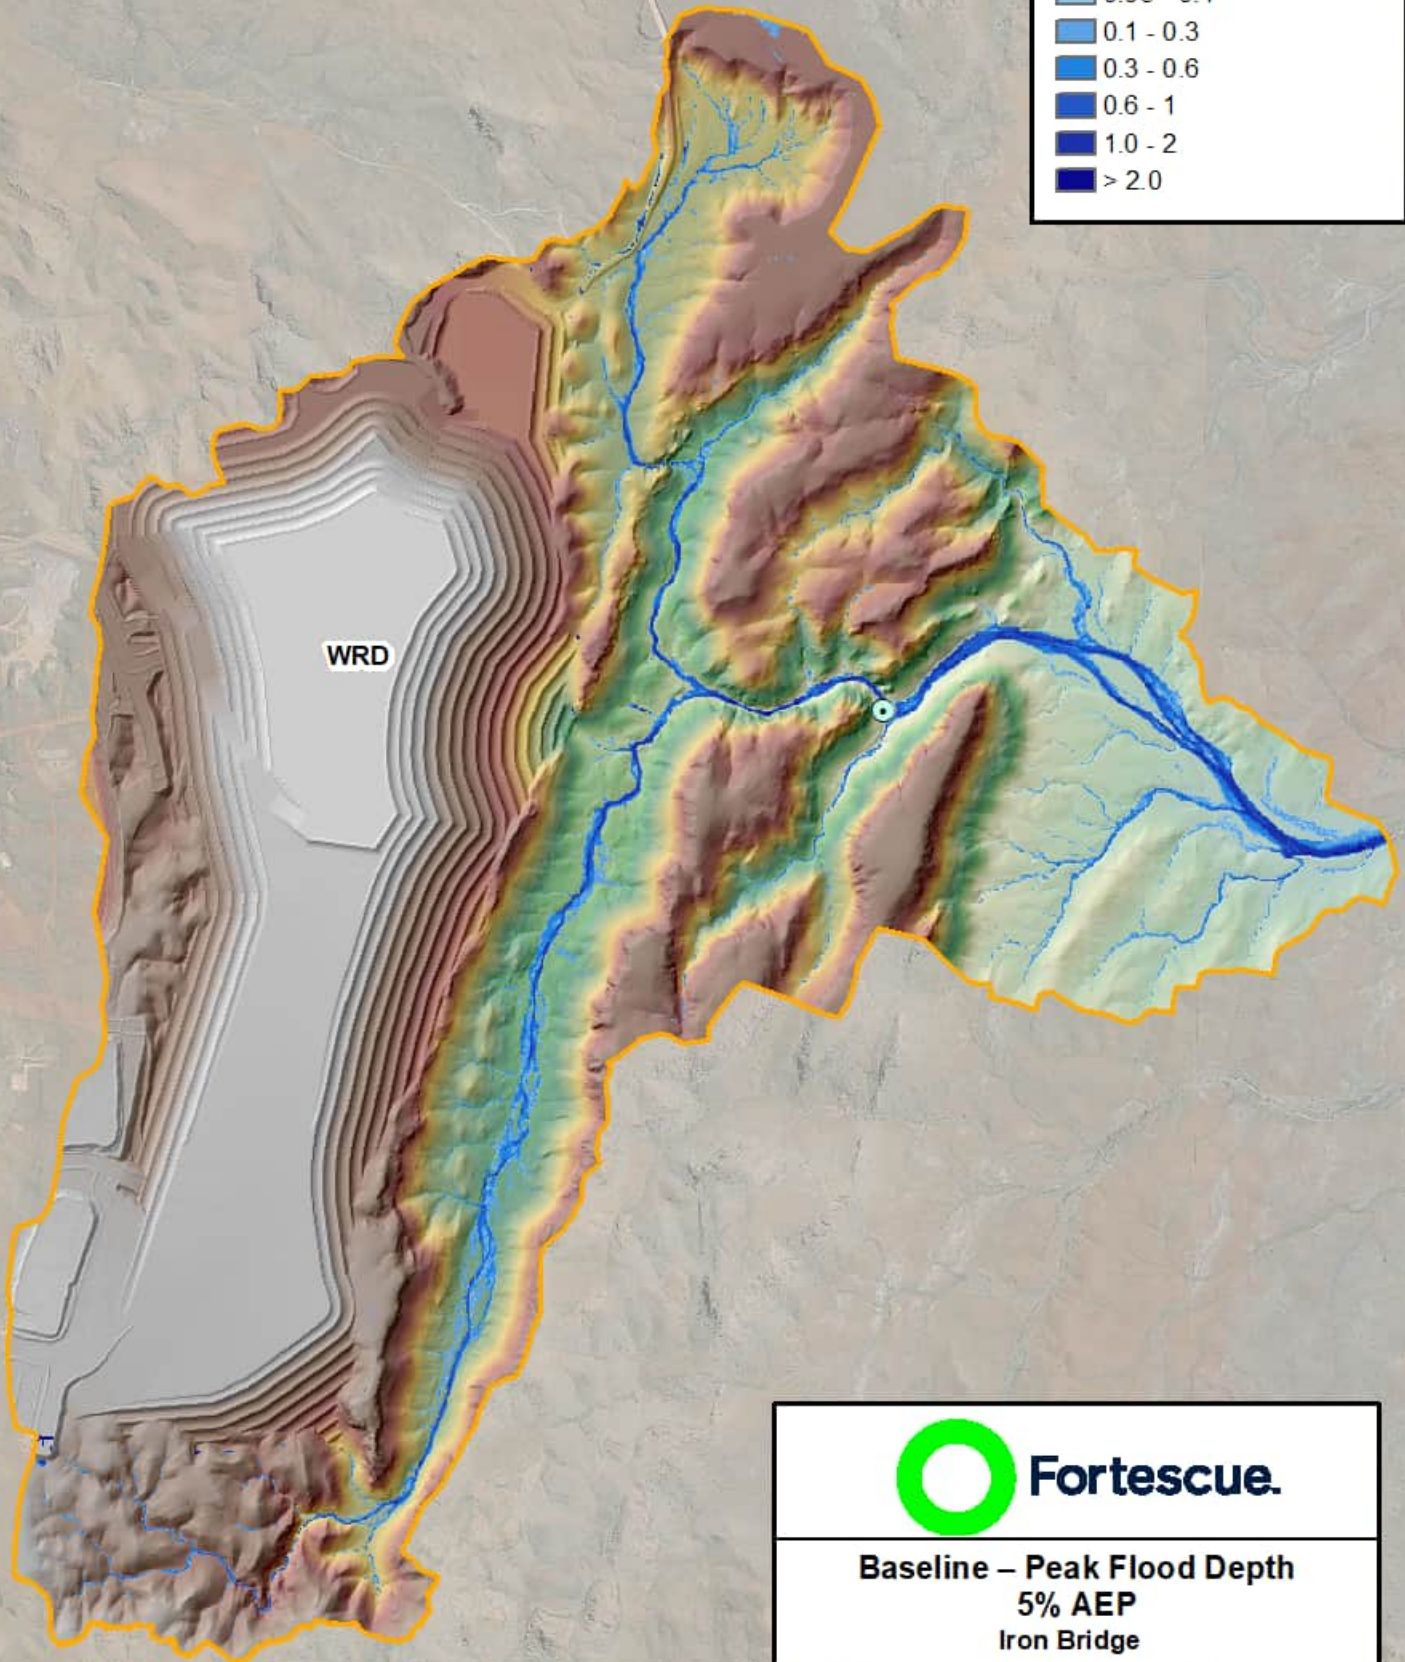 0.1 - 0.3
0.3 - 0.6
0.6 - 1
1.0 - 2
> 2.0
WRD
Fortescue.
Baseline – Peak Flood Depth
5% AEP
Iron Bridge